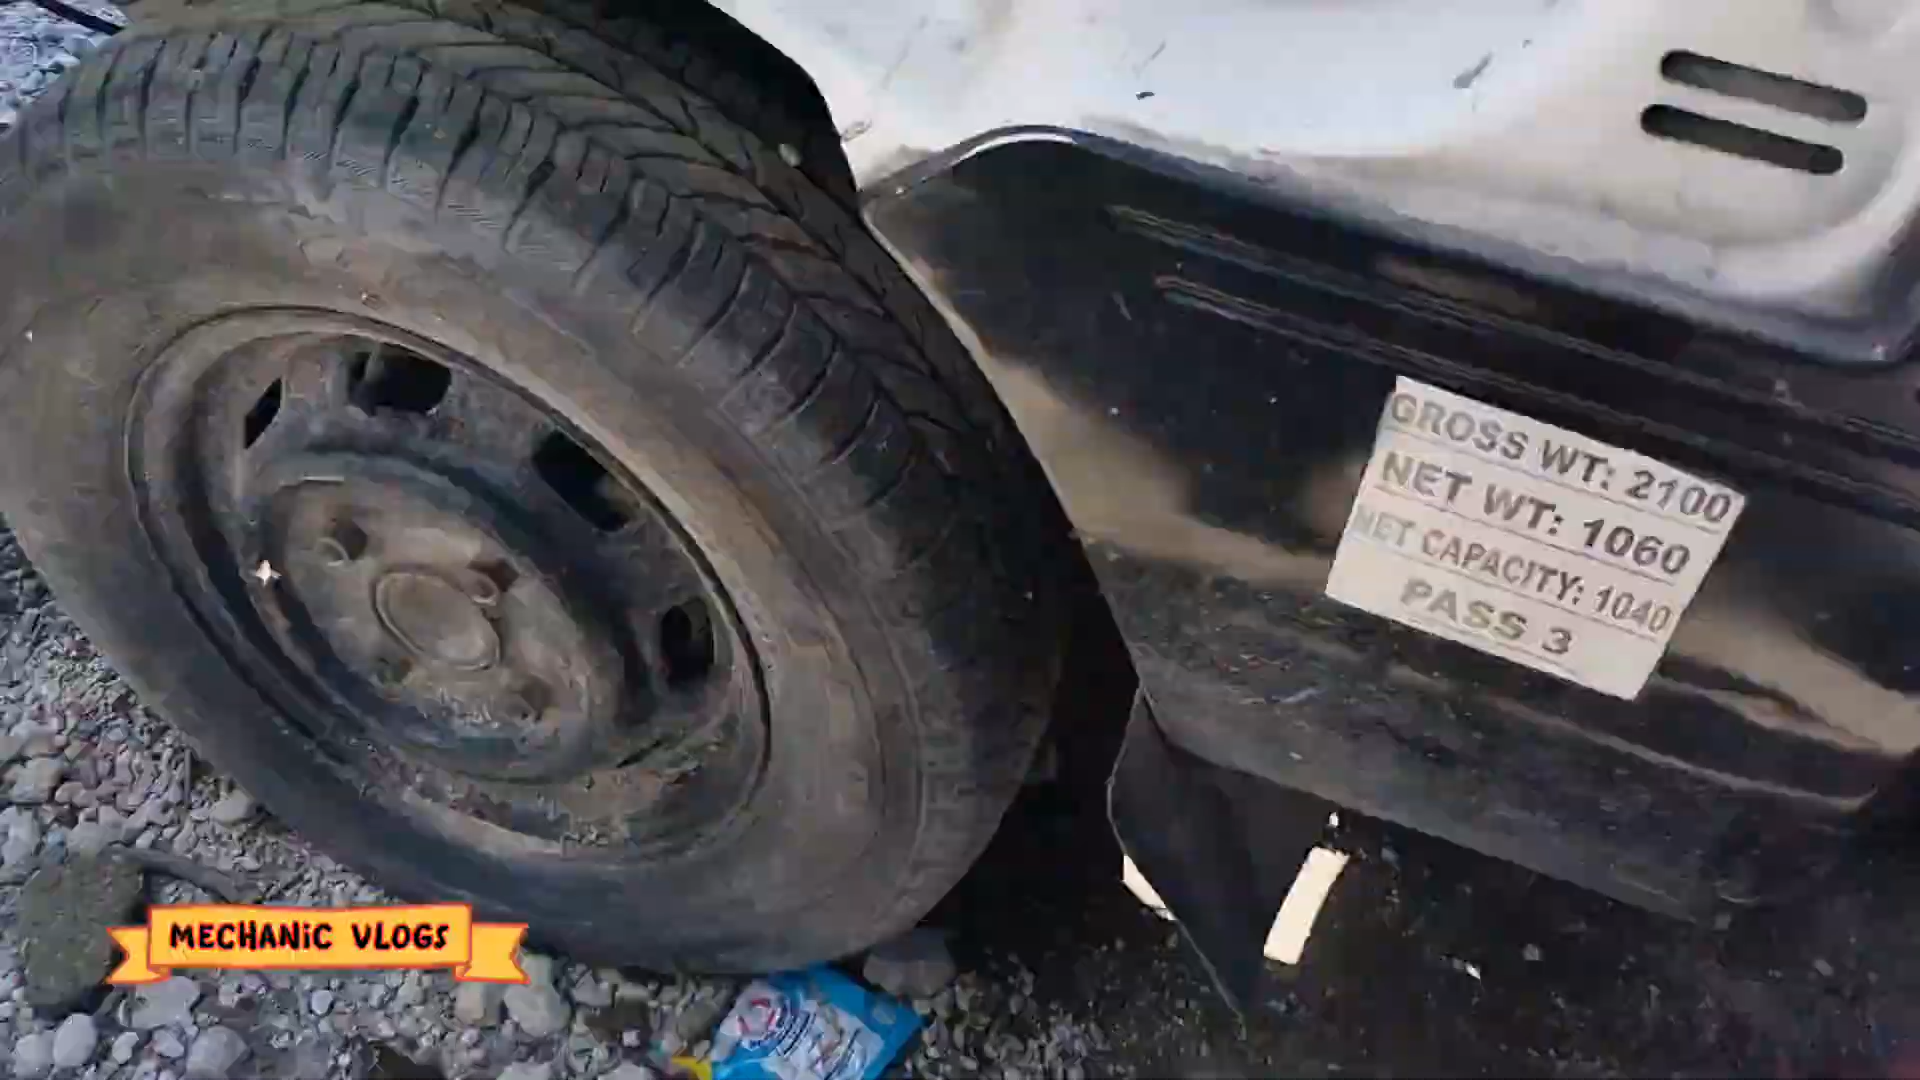 GROSS WT: 2100
NET WT: 1060
NET CAPACITY: 1040
PASS 3
MECHANIC VLOGS